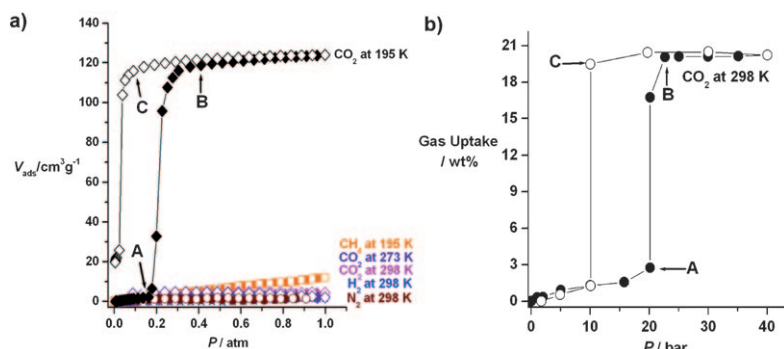 a)
140
120
100
80
60
40
20
0
V_ads/cm³g⁻¹
0.0 0.2 0.4 0.6 0.8 1.0
P / atm
CO₂ at 195 K
C
B
A
CH₄ at 195 K
CO₂ at 273 K
CO₂ at 298 K
H₂ at 298 K
N₂ at 298 K
b)
21
18
15
12
9
6
3
0
Gas Uptake
/ wt%
0 10 20 30 40
P / bar
C
B
CO₂ at 298 K
A